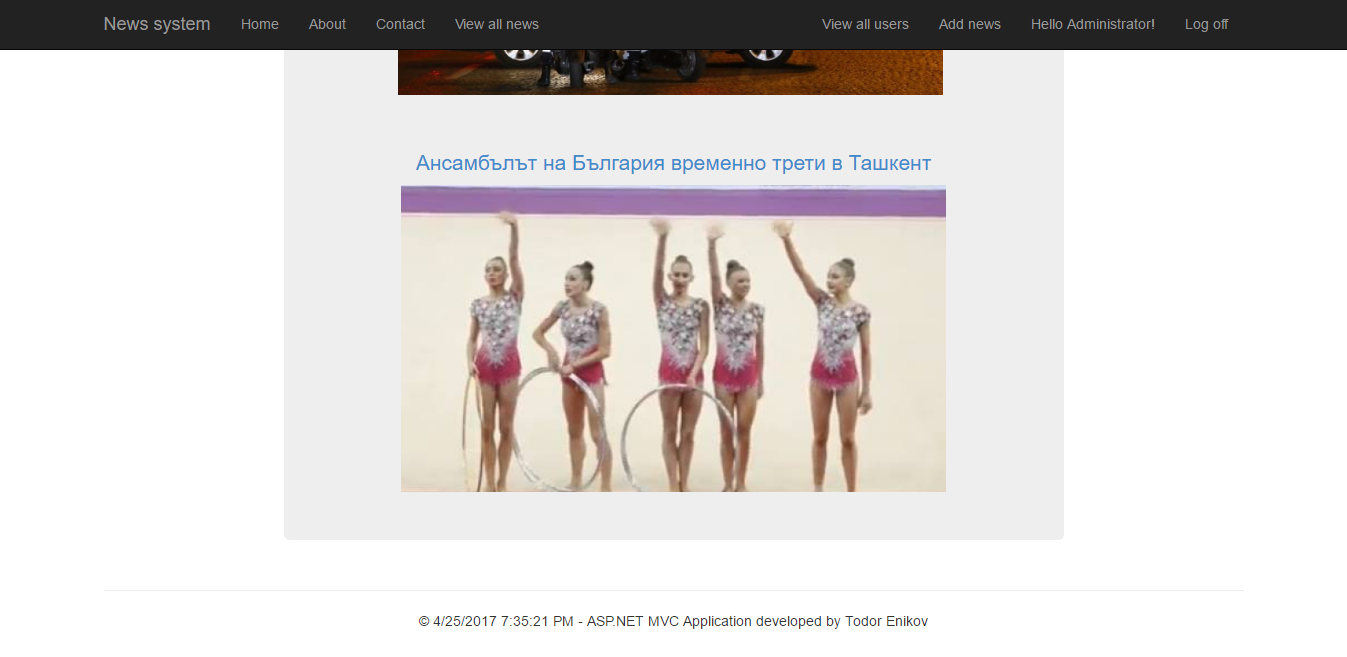 News system Home About Contact View all news View all users Add news Hello Administrator! Log off
Ансамбълът на България временно трети в Ташкент
© 4/25/2017 7:35:21 PM - ASP.NET MVC Application developed by Todor Enikov